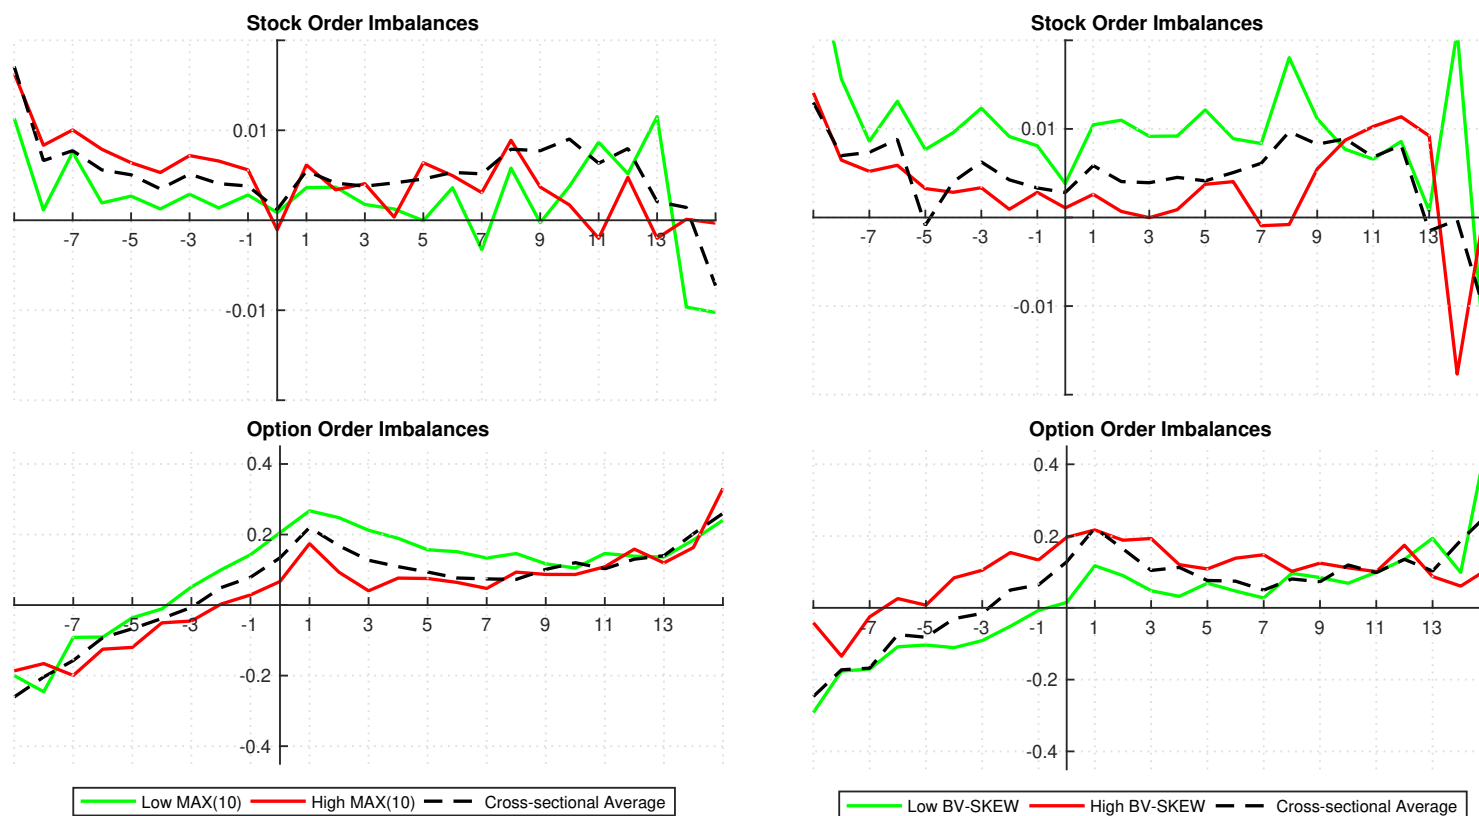 Stock Order Imbalances
0.01
-7 -5 -3 -1 1 3 5 7 9 11 13
-0.01
Option Order Imbalances
0.4
0.2
-7 -5 -3 -1 1 3 5 7 9 11 13
-0.2
-0.4
Low MAX(10) High MAX(10) Cross-sectional Average
Stock Order Imbalances
0.01
-7 -5 -3 -1 1 3 5 7 9 11 13
-0.01
Option Order Imbalances
0.4
0.2
-7 -5 -3 -1 1 3 5 7 9 11 13
-0.2
-0.4
Low BV-SKEW High BV-SKEW Cross-sectional Average